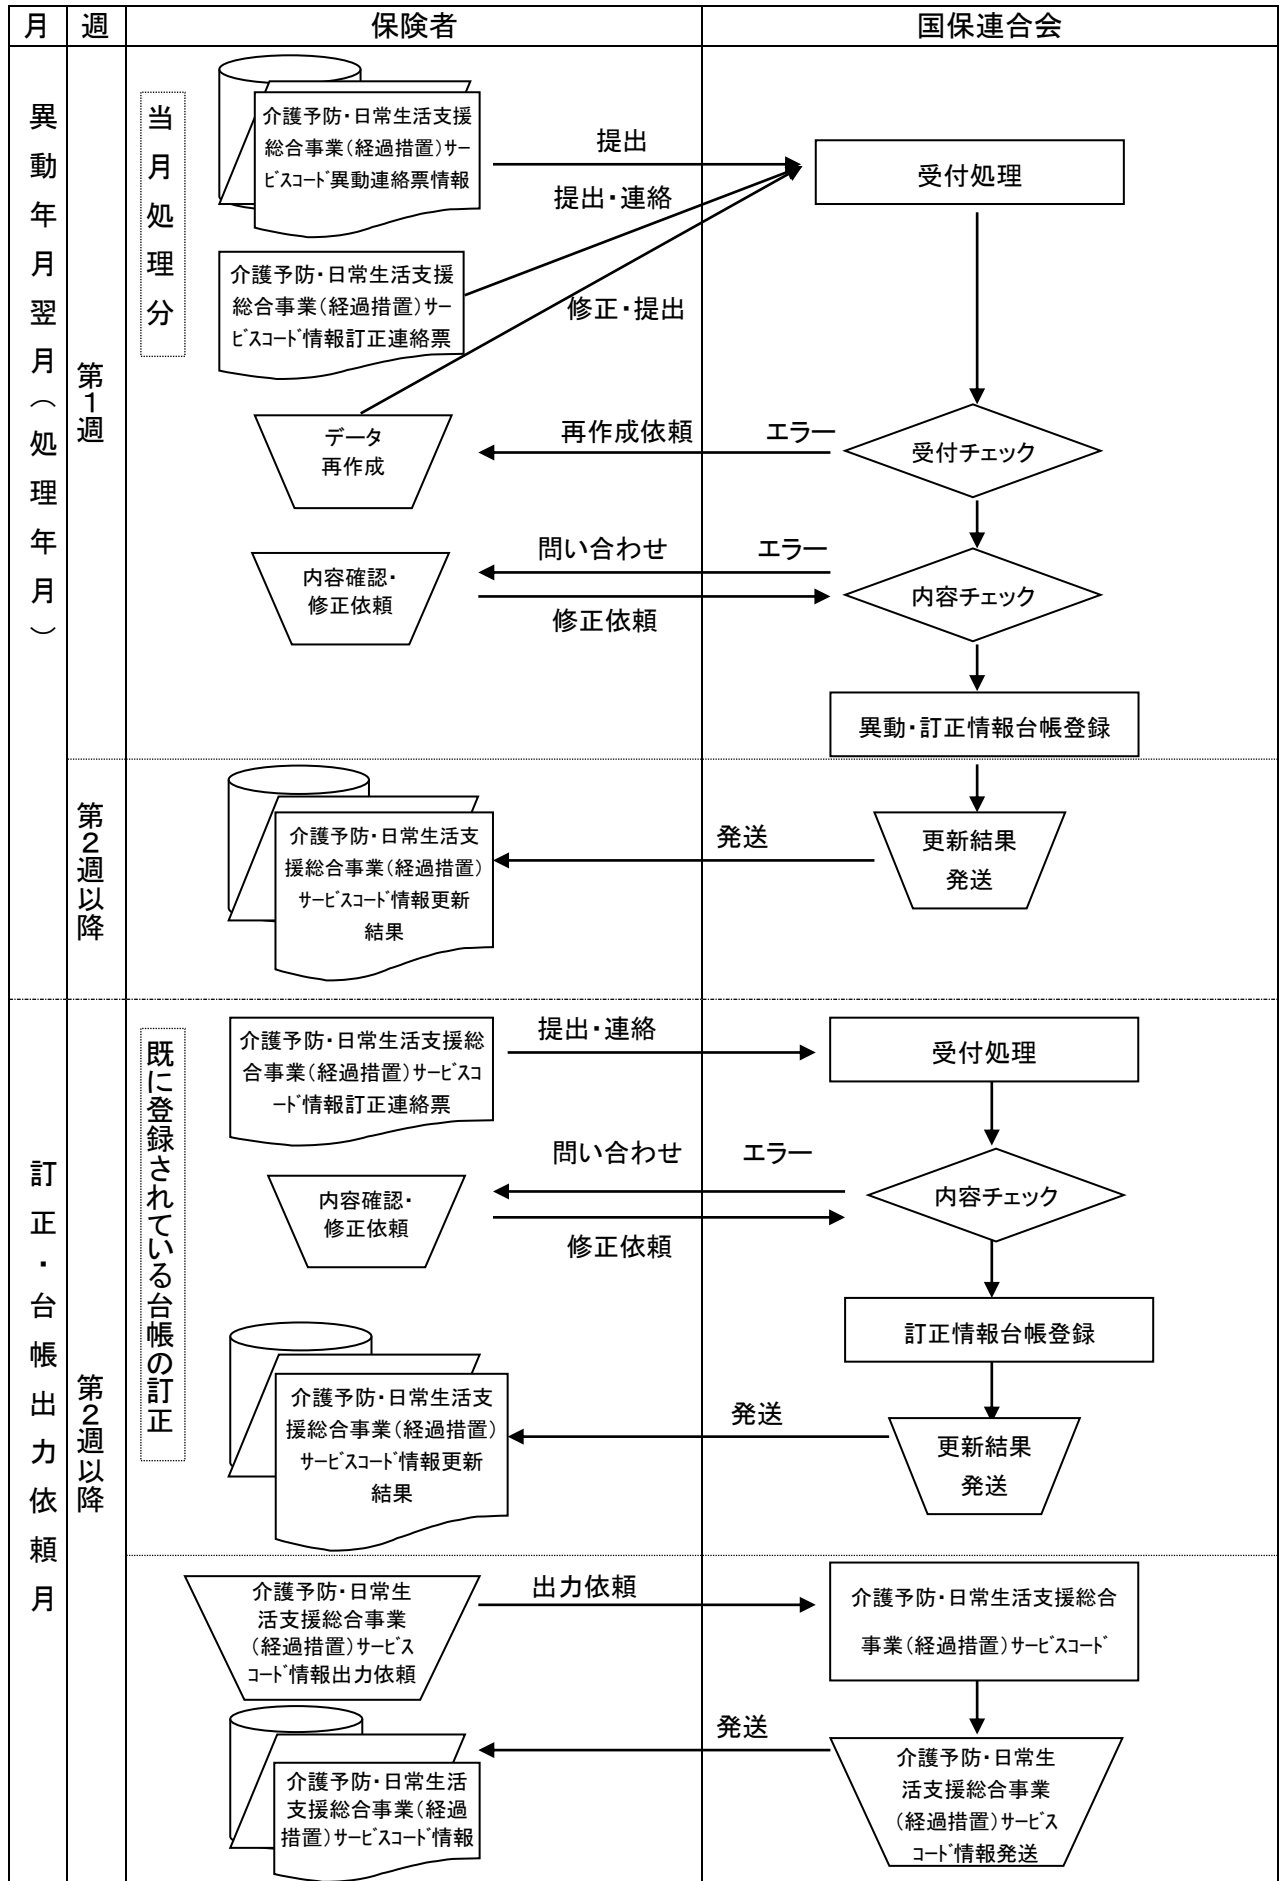 月
週
保険者
国保連合会
異動年月翌月（処理年月）
第1週
当月処理分
介護予防・日常生活支援
総合事業（経過措置）サー
ﾋﾞｽｺｰﾄﾞ異動連絡票情報
提出
受付処理
提出・連絡
介護予防・日常生活支援
総合事業（経過措置）サー
ﾋﾞｽｺｰﾄﾞ情報訂正連絡票
修正・提出
データ
再作成
再作成依頼
エラー
受付チェック
問い合わせ
エラー
内容確認・
修正依頼
内容チェック
修正依頼
異動・訂正情報台帳登録
第2週以降
介護予防・日常生活支
援総合事業（経過措置）
サービスコード情報更新
結果
発送
更新結果
発送
訂正・台帳出力依頼月
第2週以降
既に登録されている台帳の訂正
介護予防・日常生活支援総
合事業（経過措置）サービスコ
ード情報訂正連絡票
提出・連絡
受付処理
問い合わせ
エラー
内容確認・
修正依頼
内容チェック
修正依頼
訂正情報台帳登録
介護予防・日常生活支
援総合事業（経過措置）
サービスコード情報更新
結果
発送
更新結果
発送
介護予防・日常生
活支援総合事業
（経過措置）サービス
コード情報出力依頼
出力依頼
介護予防・日常生活支援総合
事業（経過措置）サービスコード
発送
介護予防・日常生活
支援総合事業（経過
措置）サービスコード情報
介護予防・日常生
活支援総合事業
（経過措置）サービス
コード情報発送